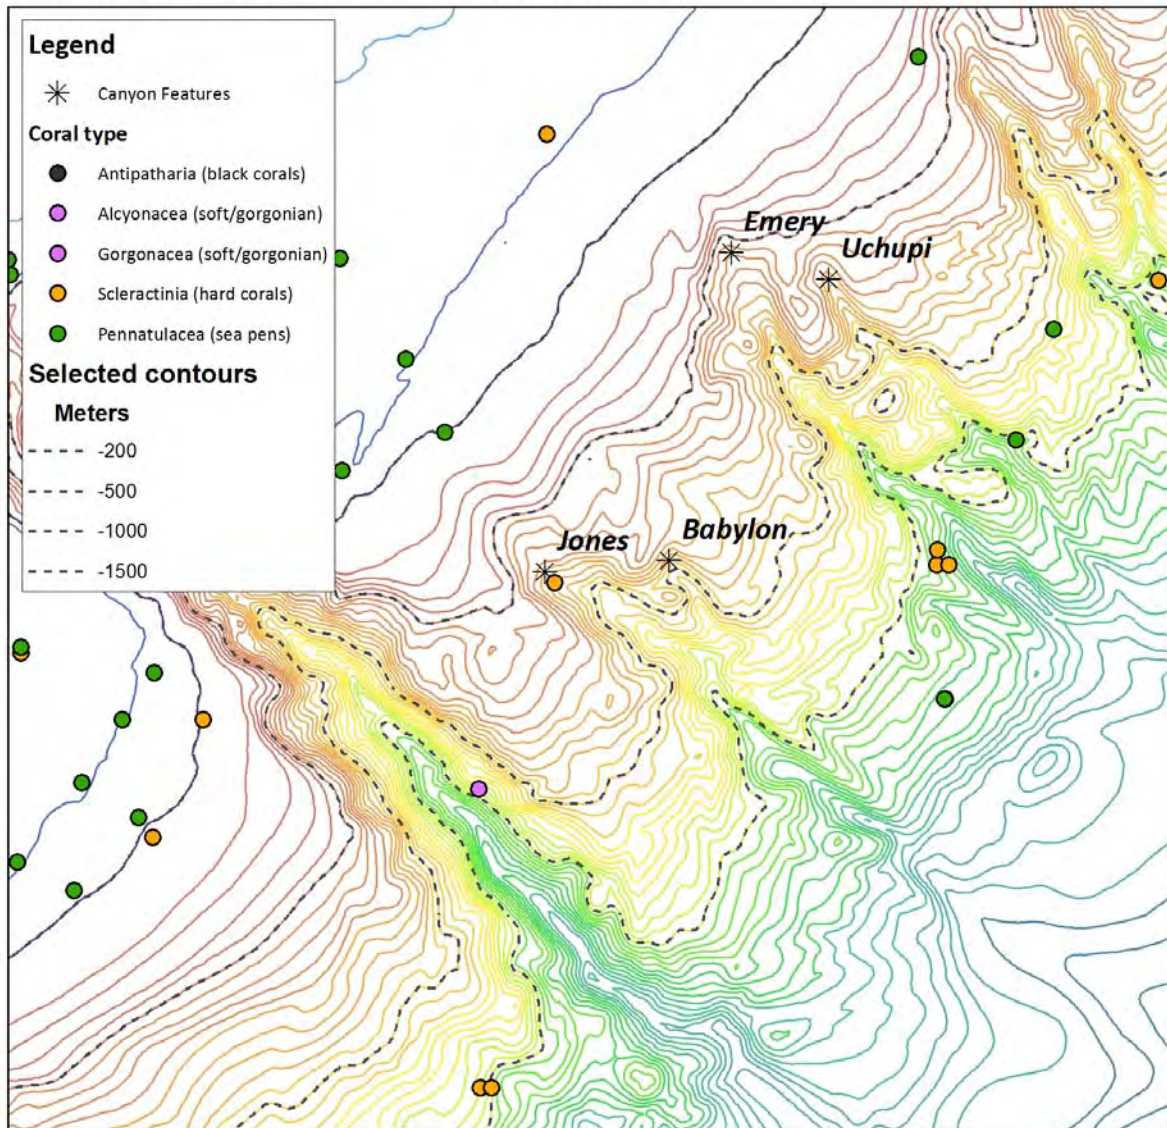 Legend
Canyon Features
Coral type
Antipatharia (black corals)
Alcyonacea (soft/gorgonian)
Gorgonacea (soft/gorgonian)
Scleractinia (hard corals)
Pennatulacea (sea pens)
Selected contours
Meters
-200
-500
-1000
-1500
Emery
Uchupi
Jones
Babylon